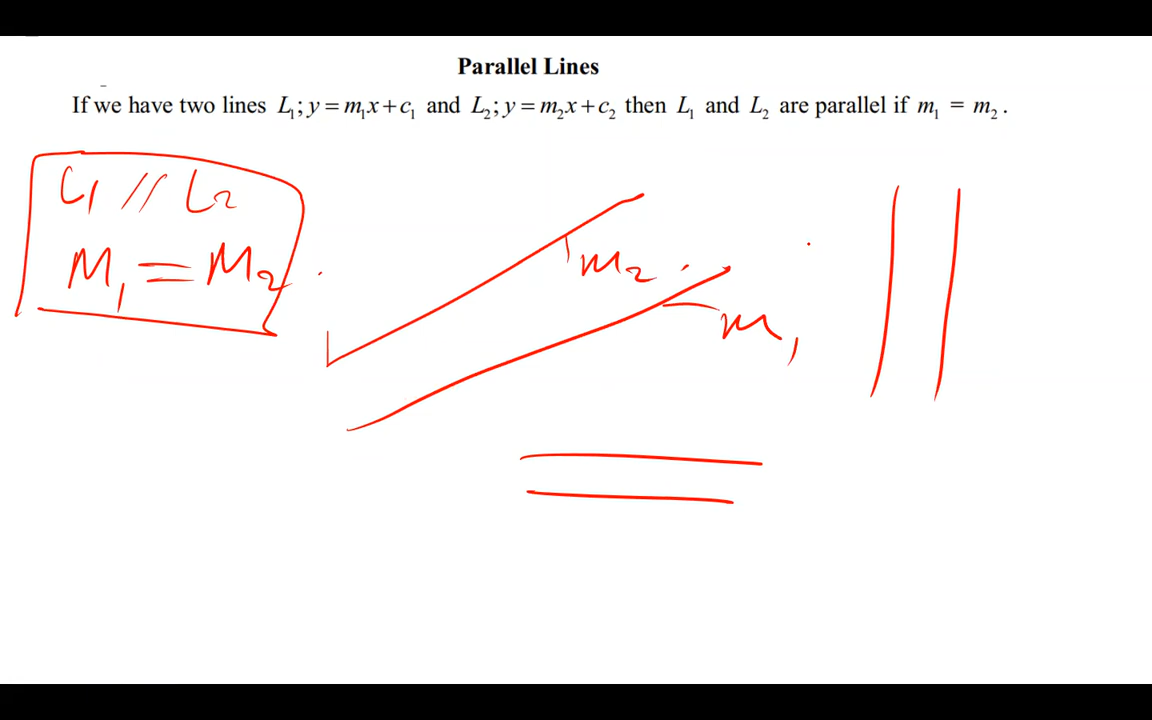 Parallel Lines
If we have two lines L₁; y = m₁x + c₁ and L₂; y = m₂x + c₂ then L₁ and L₂ are parallel if m₁ = m₂.
L₁ // L₂
M₁ = M₂
m₂
m₁